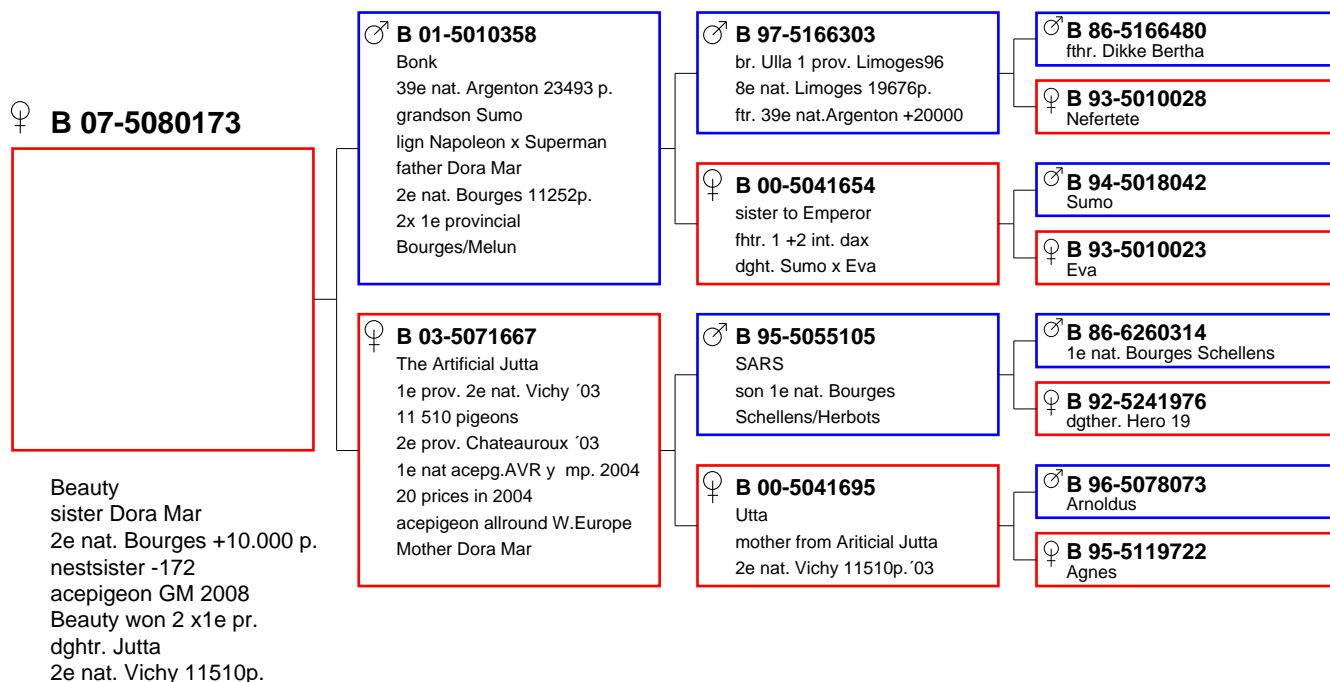 B 07-5080173
Beauty
sister Dora Mar
2e nat. Bourges +10.000 p.
nestsister -172
acepigeon GM 2008
Beauty won 2 x1e pr.
dghtr. Jutta
2e nat. Vichy 11510p.
B 01-5010358
Bonk
39e nat. Argenton 23493 p.
grandson Sumo
lign Napoleon x Superman
father Dora Mar
2e nat. Bourges 11252p.
2x 1e provincial
Bourges/Melun
B 03-5071667
The Artificial Jutta
1e prov. 2e nat. Vichy ´03
11 510 pigeons
2e prov. Chateauroux ´03
1e nat acepg.AVR y  mp. 2004
20 prices in 2004
acepigeon allround W.Europe
Mother Dora Mar
B 97-5166303
br. Ulla 1 prov. Limoges96
8e nat. Limoges 19676p.
ftr. 39e nat.Argenton +20000
B 00-5041654
sister to Emperor
fhtr. 1 +2 int. dax
dght. Sumo x Eva
B 95-5055105
SARS
son 1e nat. Bourges
Schellens/Herbots
B 00-5041695
Utta
mother from Ariticial Jutta
2e nat. Vichy 11510p.´03
B 86-5166480
fthr. Dikke Bertha
B 93-5010028
Nefertete
B 94-5018042
Sumo
B 93-5010023
Eva
B 86-6260314
1e nat. Bourges Schellens
B 92-5241976
dgther. Hero 19
B 96-5078073
Arnoldus
B 95-5119722
Agnes